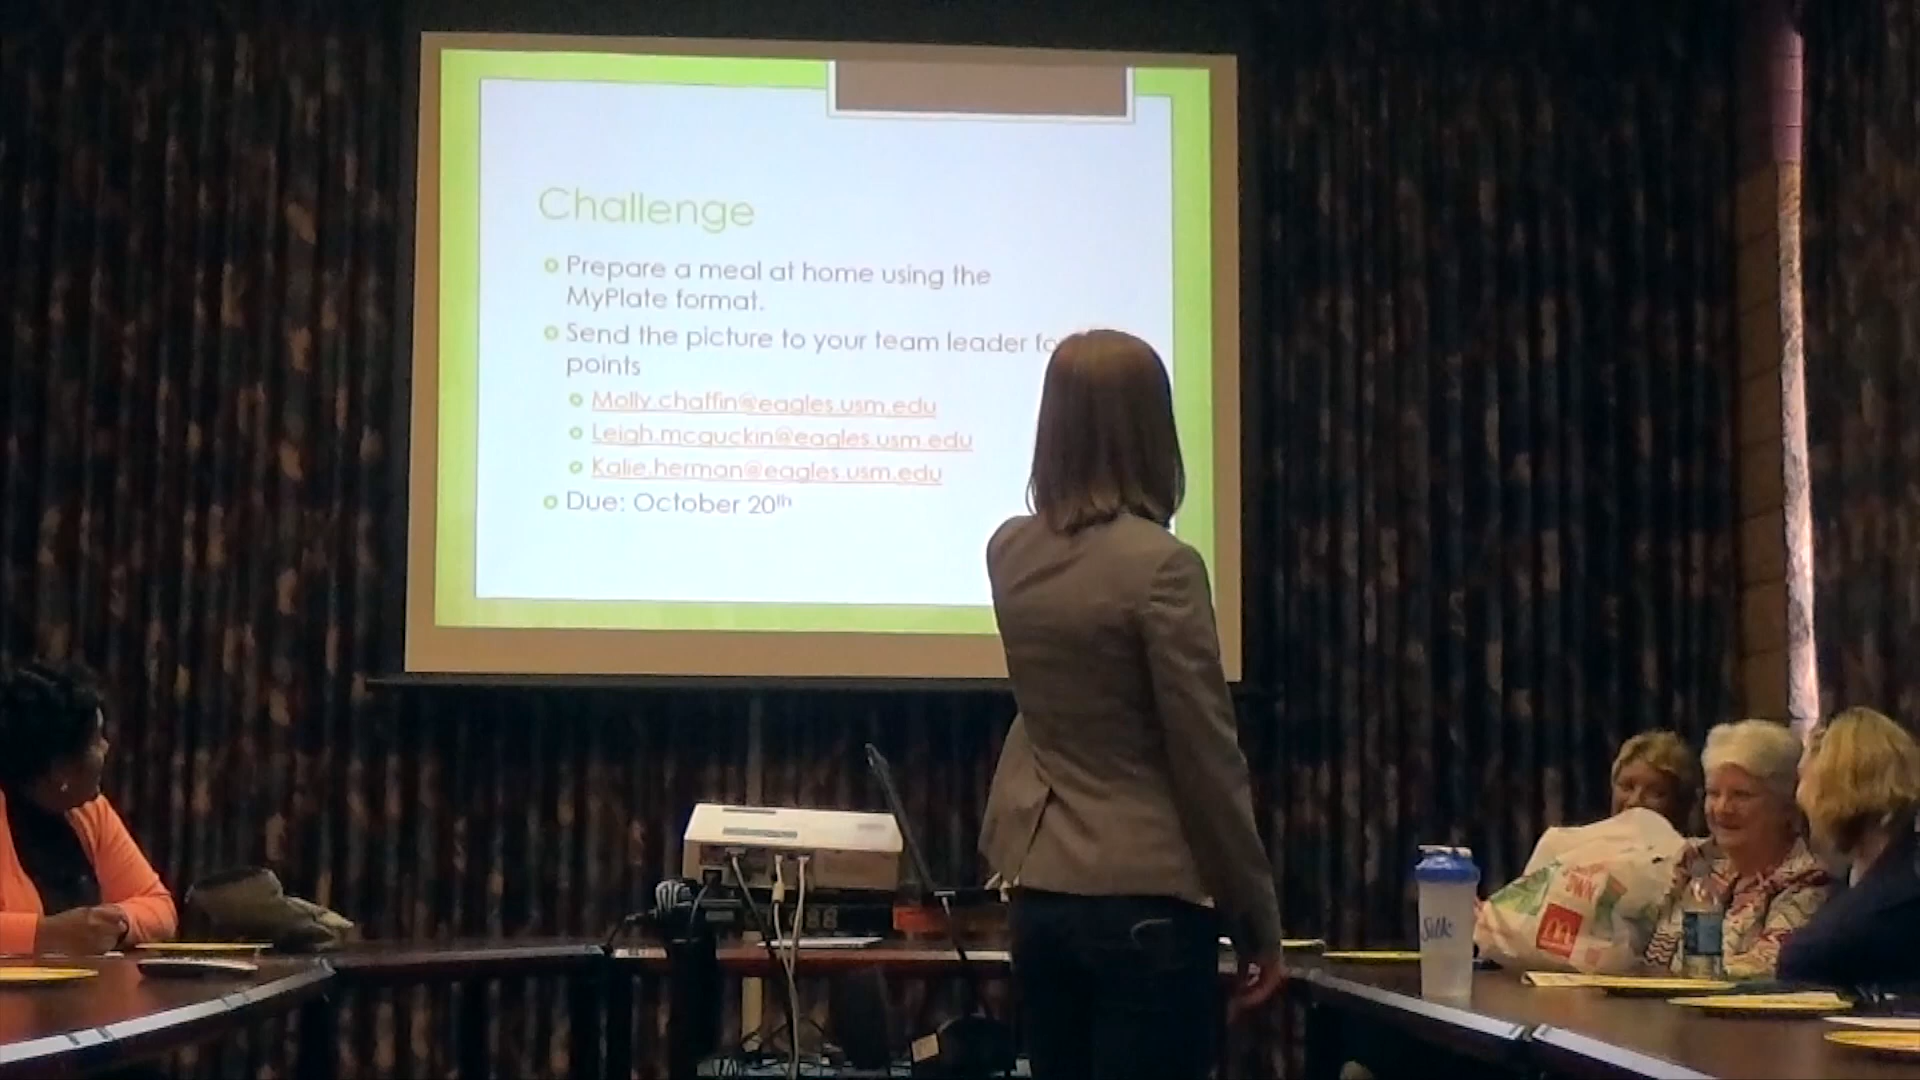 Challenge
Prepare a meal at home using the
MyPlate format.
Send the picture to your team leader
points
Molly.chaffin@eagles.usm.edu
Leigh.mcguckin@eagles.usm.edu
Kalie.herman@eagles.usm.edu
Due: October 20th
Silk